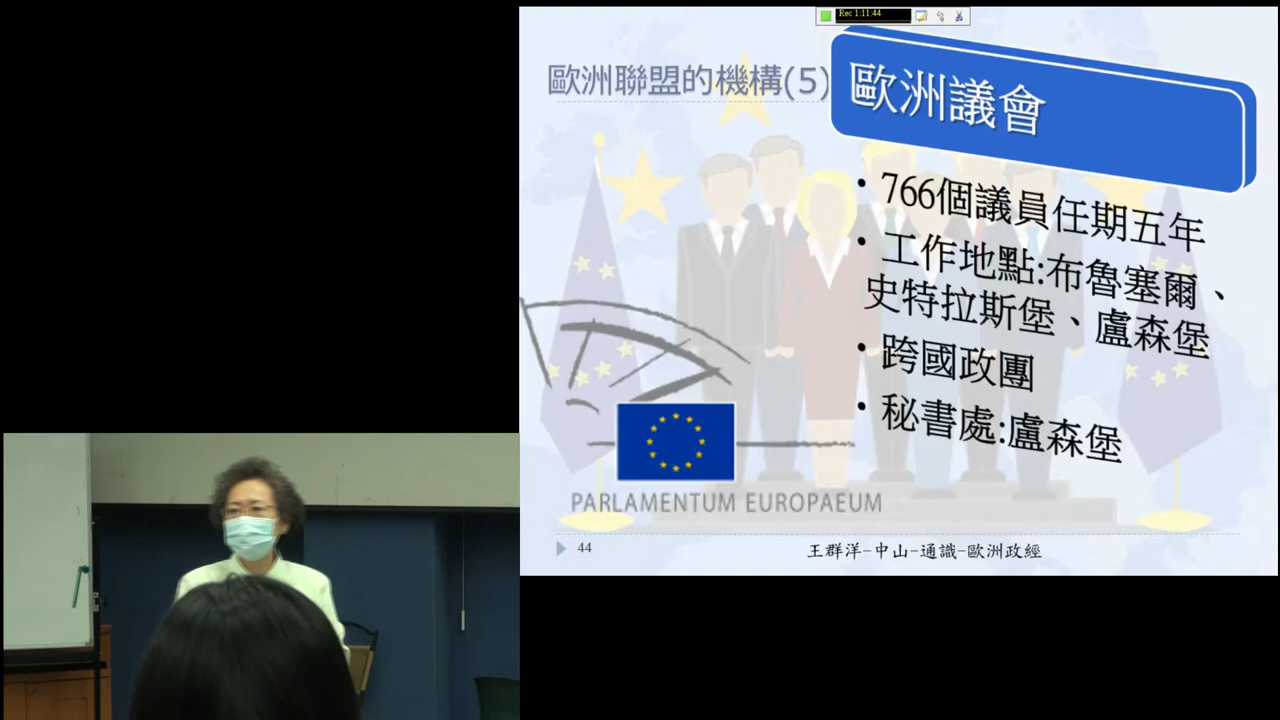 Rec 1:11:44
歐洲聯盟的機構(5)
歐洲議會
• 766個議員任期五年
• 工作地點:布魯塞爾、
史特拉斯堡、盧森堡
• 跨國政團
• 秘書處:盧森堡
PARLAMENTUM EUROPAEUM
44
王群洋-中山-通識-歐洲政經